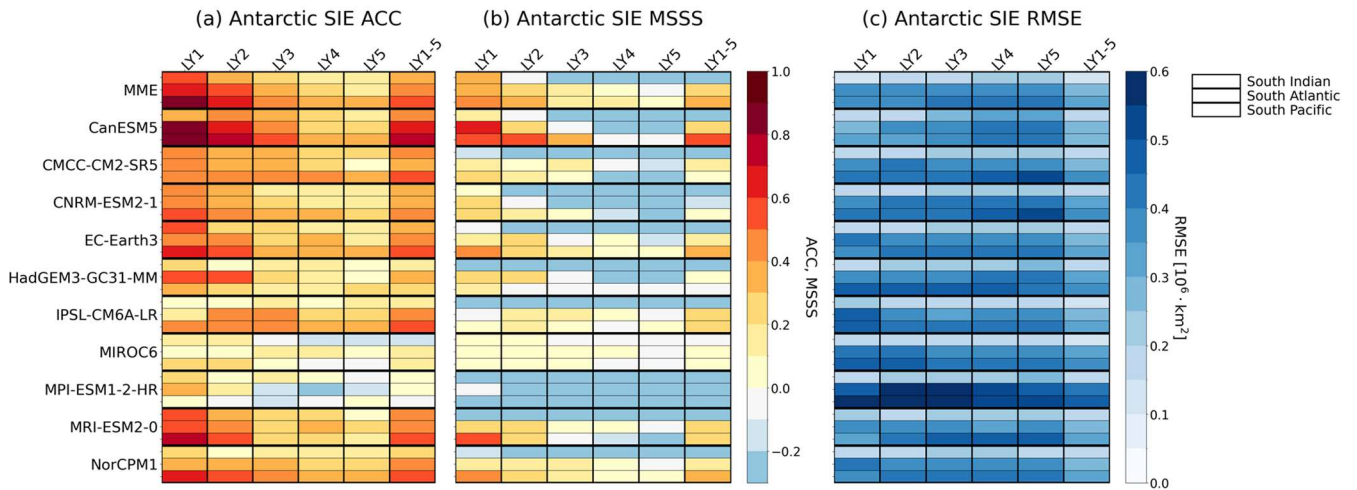 (a) Antarctic SIE ACC
(b) Antarctic SIE MSSS
(c) Antarctic SIE RMSE
LY1 LY2 LY3 LY4 LY5 LY1-5
LY1 LY2 LY3 LY4 LY5 LY1-5
LY1 LY2 LY3 LY4 LY5 LY1-5
MME
CanESM5
CMCC-CM2-SR5
CNRM-ESM2-1
EC-Earth3
HadGEM3-GC31-MM
IPSL-CM6A-LR
MIROC6
MPI-ESM1-2-HR
MRI-ESM2-0
NorCPM1
1.0
0.8
0.6
0.4
0.2
0.0
−0.2
ACC, MSSS
0.6
0.5
0.4
0.3
0.2
0.1
0.0
RMSE [10⁶· km²]
South Indian
South Atlantic
South Pacific